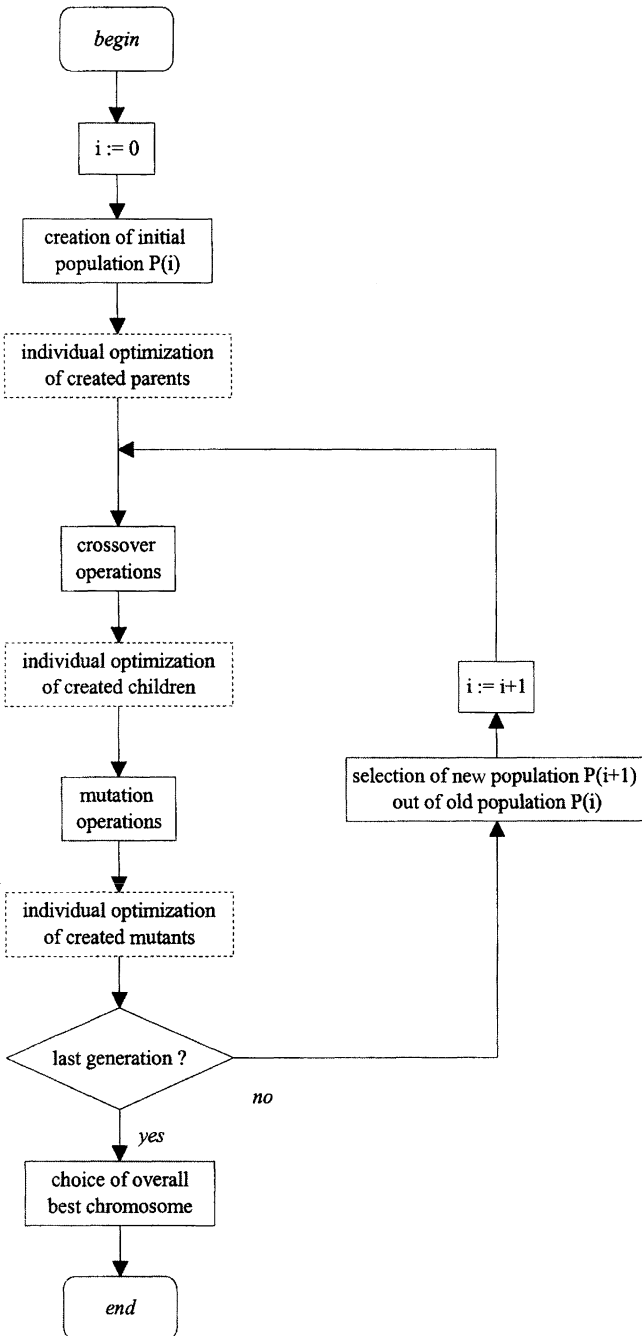 begin
i := 0
creation of initial
population P(i)
individual optimization
of created parents
crossover
operations
individual optimization
of created children
i := i+1
selection of new population P(i+1)
out of old population P(i)
mutation
operations
individual optimization
of created mutants
last generation ?
no
yes
choice of overall
best chromosome
end